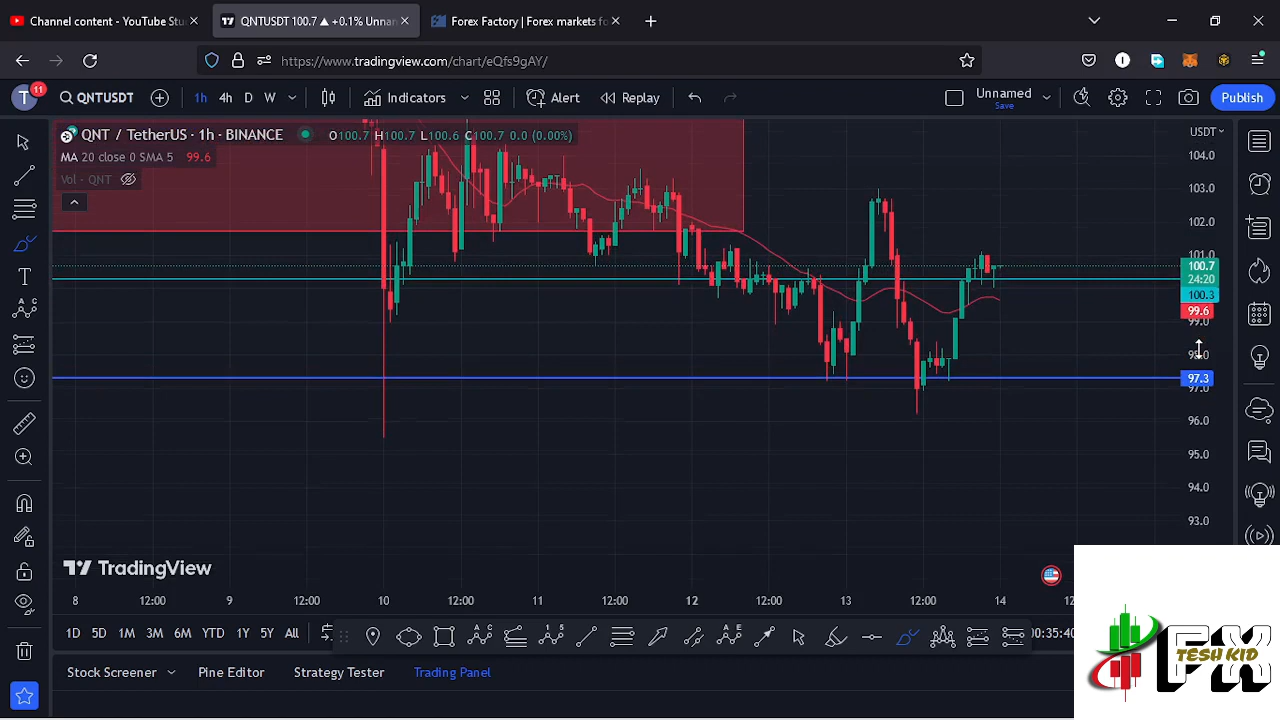 Channel content - YouTube Stu
QNTUSDT 100.7 ▲ +0.1% Unnan
Forex Factory | Forex markets fo
https://www.tradingview.com/chart/eQfs9gAY/
T
11
QNTUSDT
1h
4h
D
W
Indicators
Alert
Replay
Unnamed
Save
Publish
QNT / TetherUS · 1h · BINANCE
O100.7 H100.7 L100.6 C100.7 0.0 (0.00%)
MA 20 close 0 SMA 5 99.6
Vol · QNT
USDT
104.0
103.0
102.0
101.0
100.7
24:20
100.3
99.6
99.0
98.0
97.3
97.0
96.0
95.0
94.0
93.0
TradingView
8
12:00
9
12:00
10
12:00
11
12:00
12
12:00
13
12:00
14
1D
5D
1M
3M
6M
YTD
1Y
5Y
All
00:35:40
Stock Screener
Pine Editor
Strategy Tester
Trading Panel
FX
TESH KID